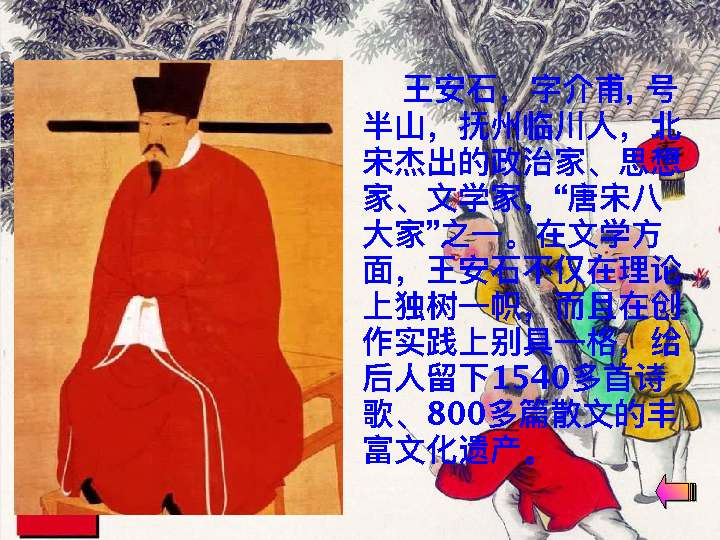 王安石，字介甫, 号
半山，抚州临川人，北
宋杰出的政治家、思想
家、文学家，“唐宋八
大家”之一。在文学方
面，王安石不仅在理论
上独树一帜，而且在创
作实践上别具一格，给
后人留下1540多首诗
歌、800多篇散文的丰
富文化遗产。